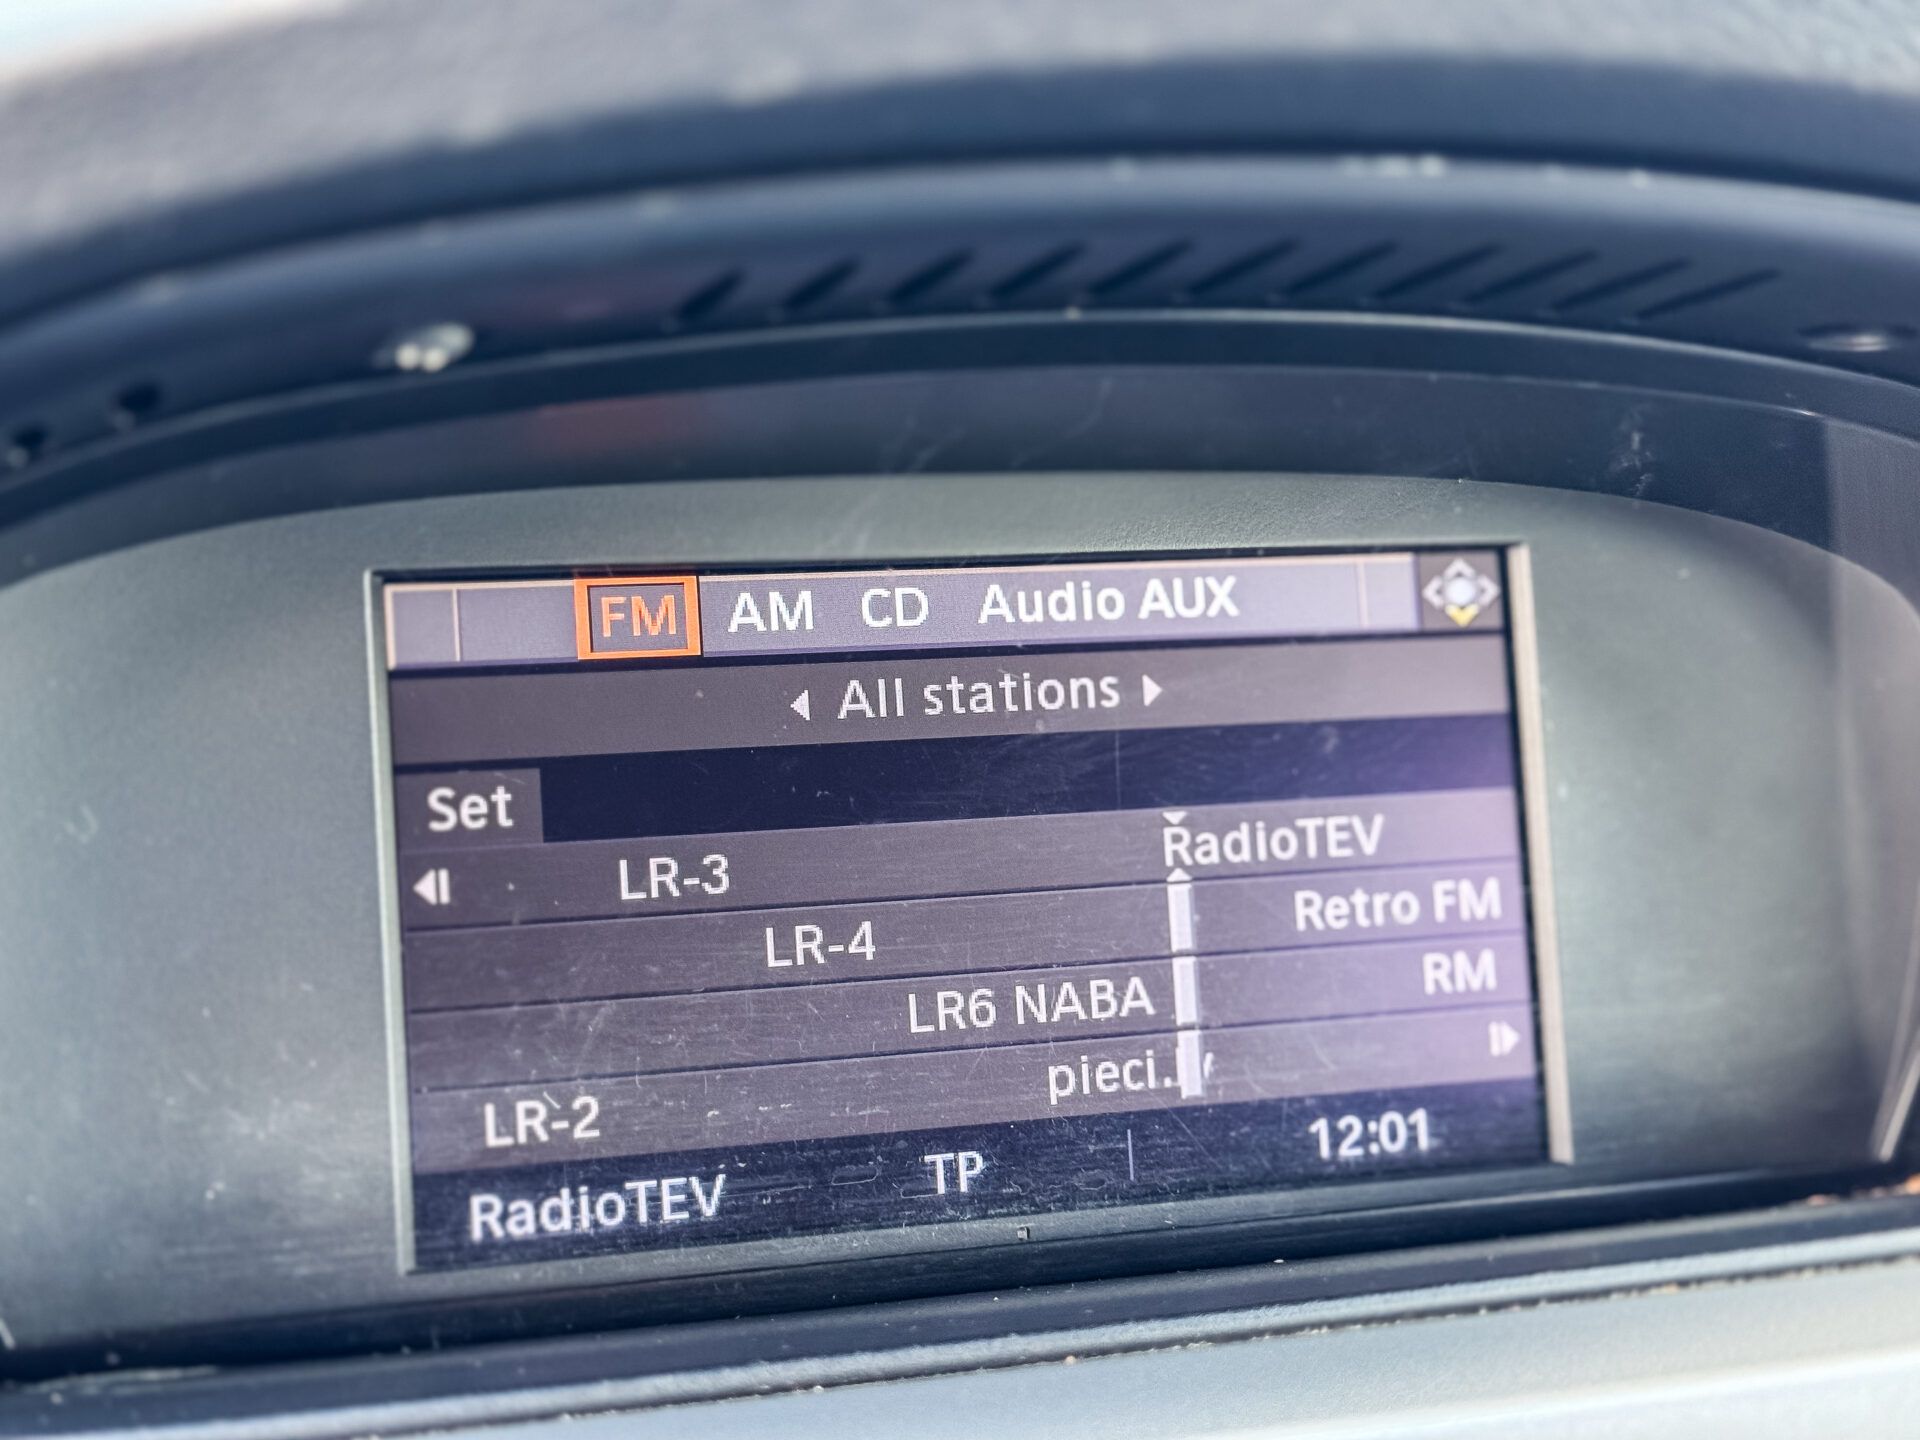 FM AM CD Audio AUX
All stations
Set
LR-3 RadioTEV
LR-4 Retro FM
LR6 NABA RM
pieci.
LR-2
RadioTEV TP 12:01